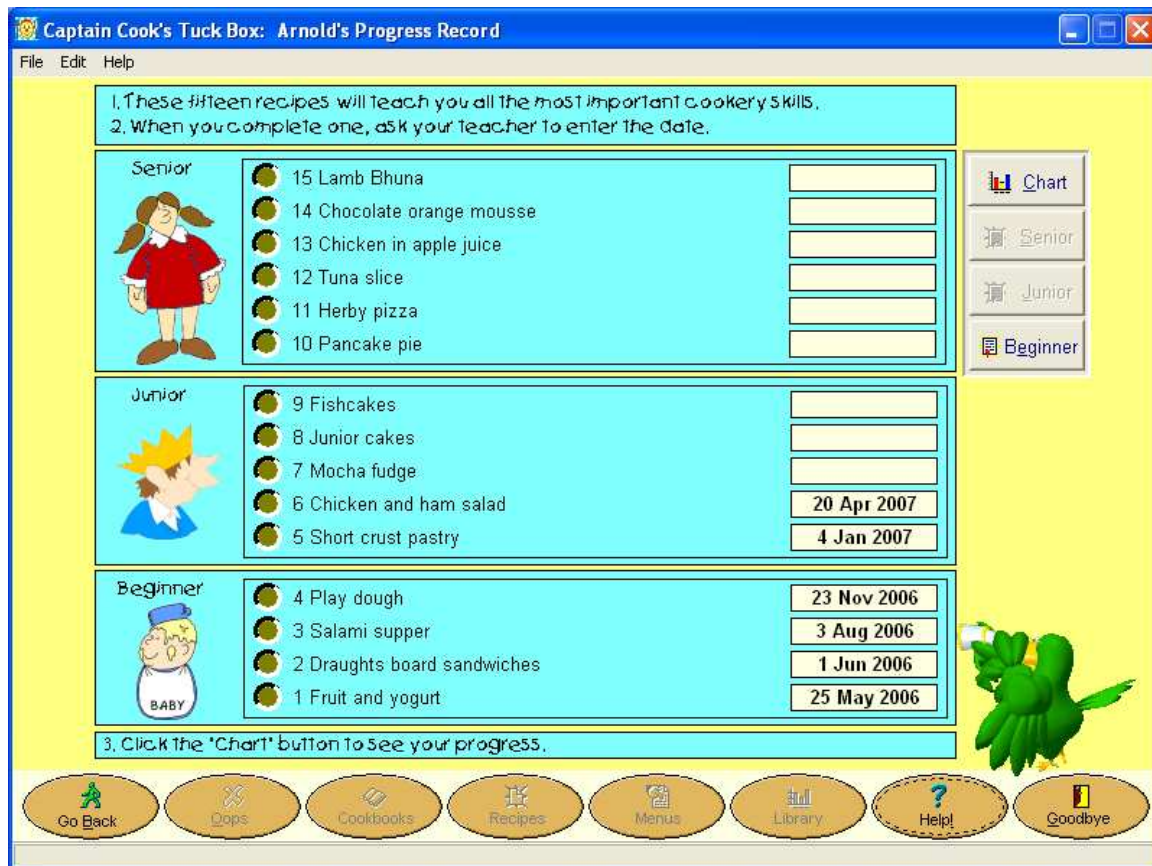 Captain Cook's Tuck Box:  Arnold's Progress Record
File Edit Help
1. These fifteen recipes will teach you all the most important cookery skills.
2. When you complete one, ask your teacher to enter the date.
Senior
15 Lamb Bhuna
14 Chocolate orange mousse
13 Chicken in apple juice
12 Tuna slice
11 Herby pizza
10 Pancake pie
Chart
Senior
Junior
Beginner
Junior
9 Fishcakes
8 Junior cakes
7 Mocha fudge
6 Chicken and ham salad 20 Apr 2007
5 Short crust pastry 4 Jan 2007
Beginner
4 Play dough 23 Nov 2006
3 Salami supper 3 Aug 2006
2 Draughts board sandwiches 1 Jun 2006
1 Fruit and yogurt 25 May 2006
BABY
3. Click the "Chart" button to see your progress.
Go Back Oops Cookbooks Recipes Menus Library Help! Goodbye